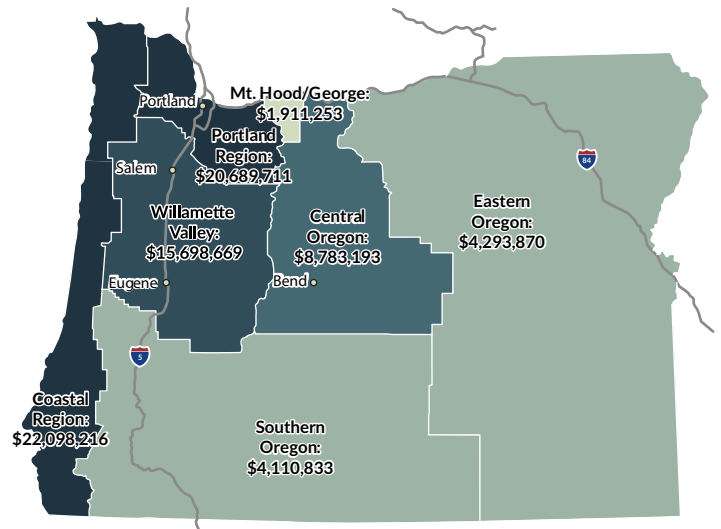 Portland
Mt. Hood/George:
$1,911,253
Portland
Region:
$20,689,711
84
Salem
Willamette
Valley:
$15,698,669
Central
Oregon:
$8,783,193
Eastern
Oregon:
$4,293,870
Eugene
Bend
5
Coastal
Region:
$22,098,216
Southern
Oregon:
$4,110,833